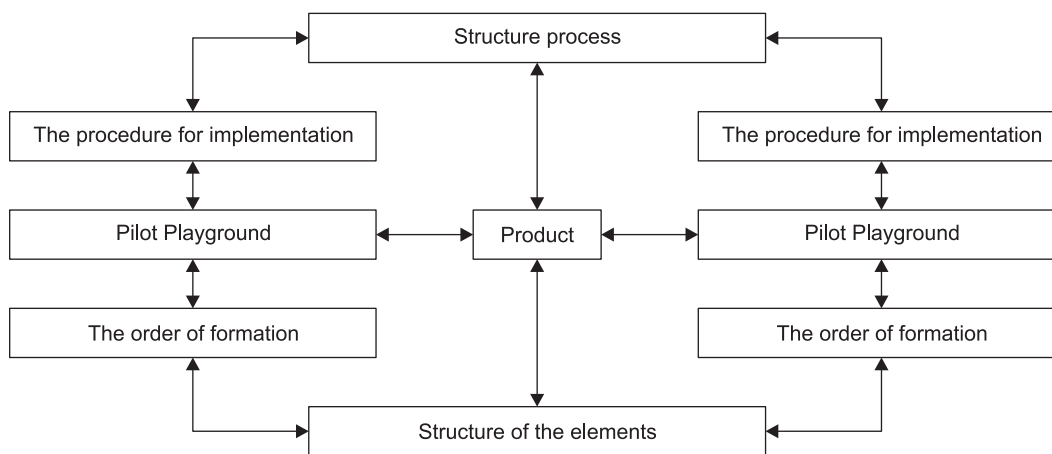 Structure process
The procedure for implementation
The procedure for implementation
Pilot Playground
Product
Pilot Playground
The order of formation
The order of formation
Structure of the elements